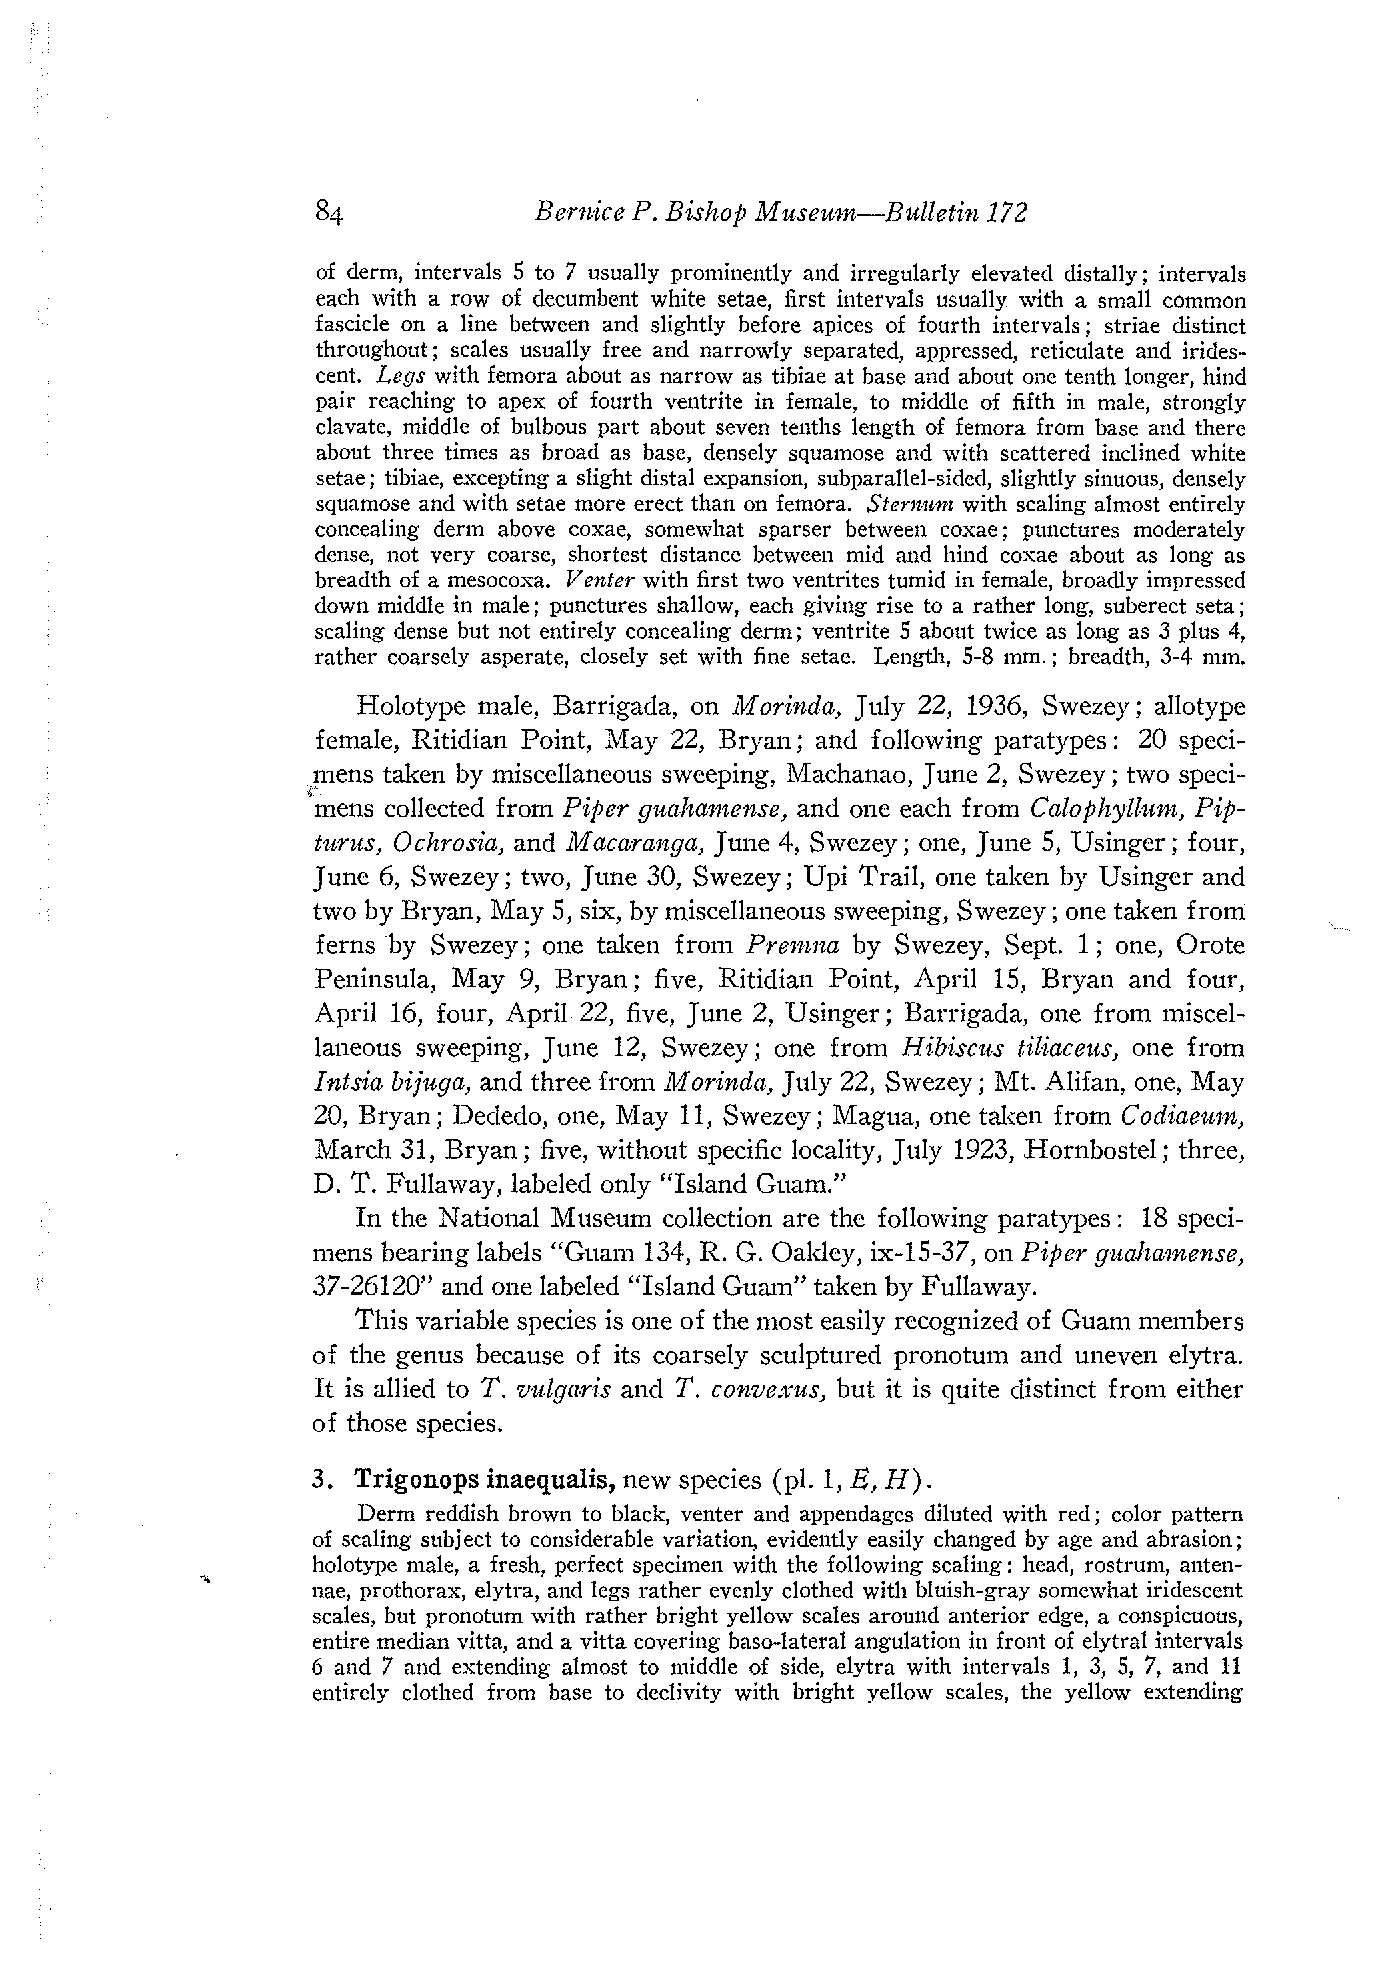 84 Bernice P. Bishop Museum—Bulletin 172
of derm, intervals 5 to 7 usually prominently and irregularly elevated distally; intervals
each with a row of decumbent white setae, first intervals usually with a small common
fascicle on a line between and slightly before apices of fourth intervals; striae distinct
throughout; scales usually free and narrowly separated, appressed, reticulate and irides-
cent. Legs with femora about as narrow as tibiae at base and about one tenth longer, hind
pair reaching to apex of fourth ventrite in female, to middle of fifth in male, strongly
clavate, middle of bulbous part about seven tenths length of femora from base and there
about three times as broad as base, densely squamose and with scattered inclined white
setae; tibiae, excepting a slight distal expansion, subparallel-sided, slightly sinuous, densely
squamose and with setae more erect than on femora. Sternum with scaling almost entirely
concealing derm above coxae, somewhat sparser between coxae; punctures moderately
dense, not very coarse, shortest distance between mid and hind coxae about as long as
breadth of a mesocoxa. Venter with first two ventrites tumid in female, broadly impressed
down middle in male; punctures shallow, each giving rise to a rather long, suberect seta;
scaling dense but not entirely concealing derm; ventrite 5 about twice as long as 3 plus 4,
rather coarsely asperate, closely set with fine setae. Length, 5-8 mm.; breadth, 3-4 mm.
Holotype male, Barrigada, on Morinda, July 22, 1936, Swezey; allotype
female, Ritidian Point, May 22, Bryan; and following paratypes: 20 speci-
mens taken by miscellaneous sweeping, Machanao, June 2, Swezey; two speci-
mens collected from Piper guahamense, and one each from Calophyllum, Pip-
turus, Ochrosia, and Macaranga, June 4, Swezey; one, June 5, Usinger; four,
June 6, Swezey; two, June 30, Swezey; Upi Trail, one taken by Usinger and
two by Bryan, May 5, six, by miscellaneous sweeping, Swezey; one taken from
ferns by Swezey; one taken from Premna by Swezey, Sept. 1; one, Orote
Peninsula, May 9, Bryan; five, Ritidian Point, April 15, Bryan and four,
April 16, four, April 22, five, June 2, Usinger; Barrigada, one from miscel-
laneous sweeping, June 12, Swezey; one from Hibiscus tiliaceus, one from
Intsia bijuga, and three from Morinda, July 22, Swezey; Mt. Alifan, one, May
20, Bryan; Dededo, one, May 11, Swezey; Magua, one taken from Codiaeum,
March 31, Bryan; five, without specific locality, July 1923, Hornbostel; three,
D. T. Fullaway, labeled only "Island Guam."
In the National Museum collection are the following paratypes: 18 speci-
mens bearing labels "Guam 134, R. G. Oakley, ix-15-37, on Piper guahamense,
37-26120" and one labeled "Island Guam" taken by Fullaway.
This variable species is one of the most easily recognized of Guam members
of the genus because of its coarsely sculptured pronotum and uneven elytra.
It is allied to T. vulgaris and T. convexus, but it is quite distinct from either
of those species.
3. Trigonops inaequalis, new species (pl. 1, E, H).
Derm reddish brown to black, venter and appendages diluted with red; color pattern
of scaling subject to considerable variation, evidently easily changed by age and abrasion;
holotype male, a fresh, perfect specimen with the following scaling: head, rostrum, anten-
nae, prothorax, elytra, and legs rather evenly clothed with bluish-gray somewhat iridescent
scales, but pronotum with rather bright yellow scales around anterior edge, a conspicuous,
entire median vitta, and a vitta covering baso-lateral angulation in front of elytral intervals
6 and 7 and extending almost to middle of side, elytra with intervals 1, 3, 5, 7, and 11
entirely clothed from base to declivity with bright yellow scales, the yellow extending